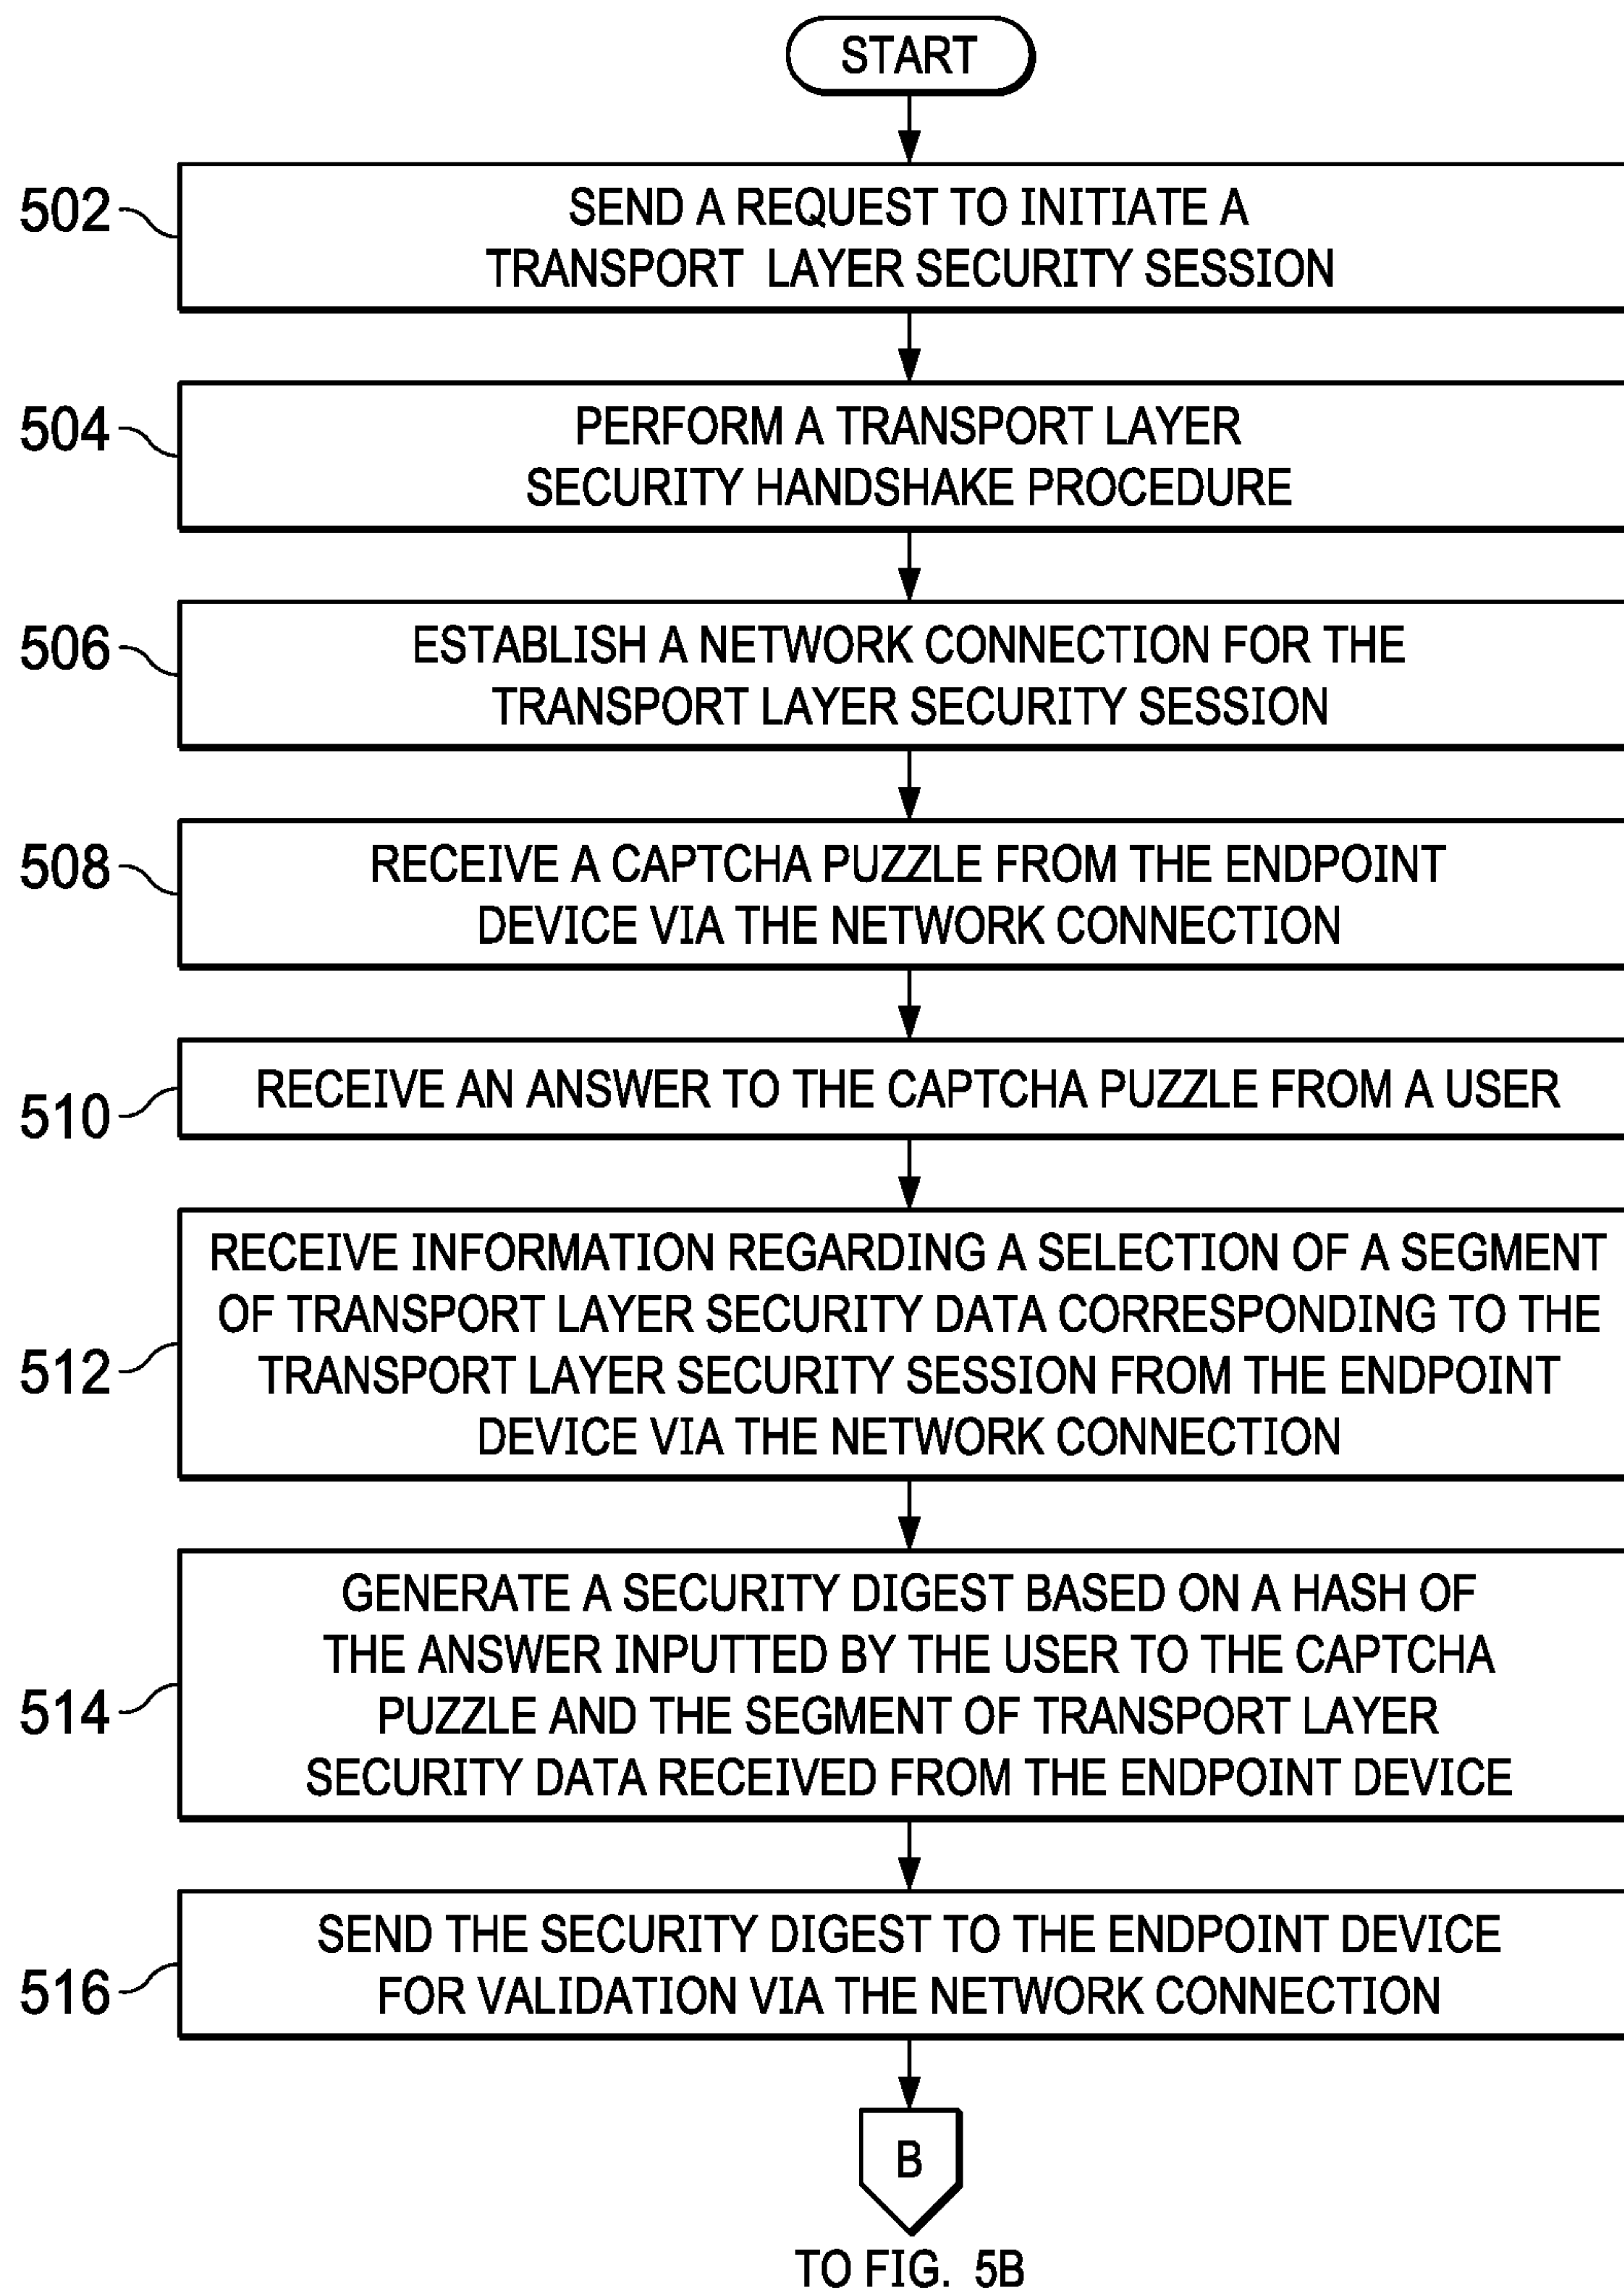 START
502
SEND A REQUEST TO INITIATE A
TRANSPORT LAYER SECURITY SESSION
504
PERFORM A TRANSPORT LAYER
SECURITY HANDSHAKE PROCEDURE
506
ESTABLISH A NETWORK CONNECTION FOR THE
TRANSPORT LAYER SECURITY SESSION
508
RECEIVE A CAPTCHA PUZZLE FROM THE ENDPOINT
DEVICE VIA THE NETWORK CONNECTION
510
RECEIVE AN ANSWER TO THE CAPTCHA PUZZLE FROM A USER
512
RECEIVE INFORMATION REGARDING A SELECTION OF A SEGMENT
OF TRANSPORT LAYER SECURITY DATA CORRESPONDING TO THE
TRANSPORT LAYER SECURITY SESSION FROM THE ENDPOINT
DEVICE VIA THE NETWORK CONNECTION
514
GENERATE A SECURITY DIGEST BASED ON A HASH OF
THE ANSWER INPUTTED BY THE USER TO THE CAPTCHA
PUZZLE AND THE SEGMENT OF TRANSPORT LAYER
SECURITY DATA RECEIVED FROM THE ENDPOINT DEVICE
516
SEND THE SECURITY DIGEST TO THE ENDPOINT DEVICE
FOR VALIDATION VIA THE NETWORK CONNECTION
B
TO FIG. 5B